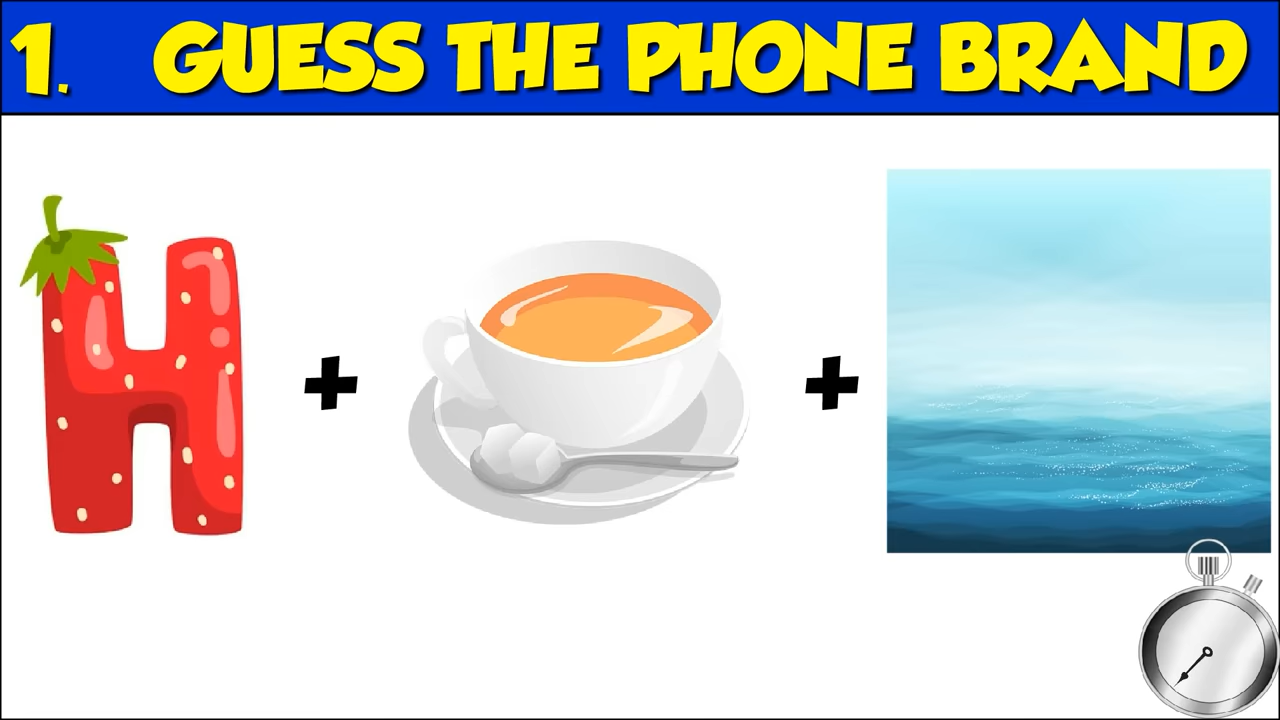 1. GUESS THE PHONE BRAND
H + +